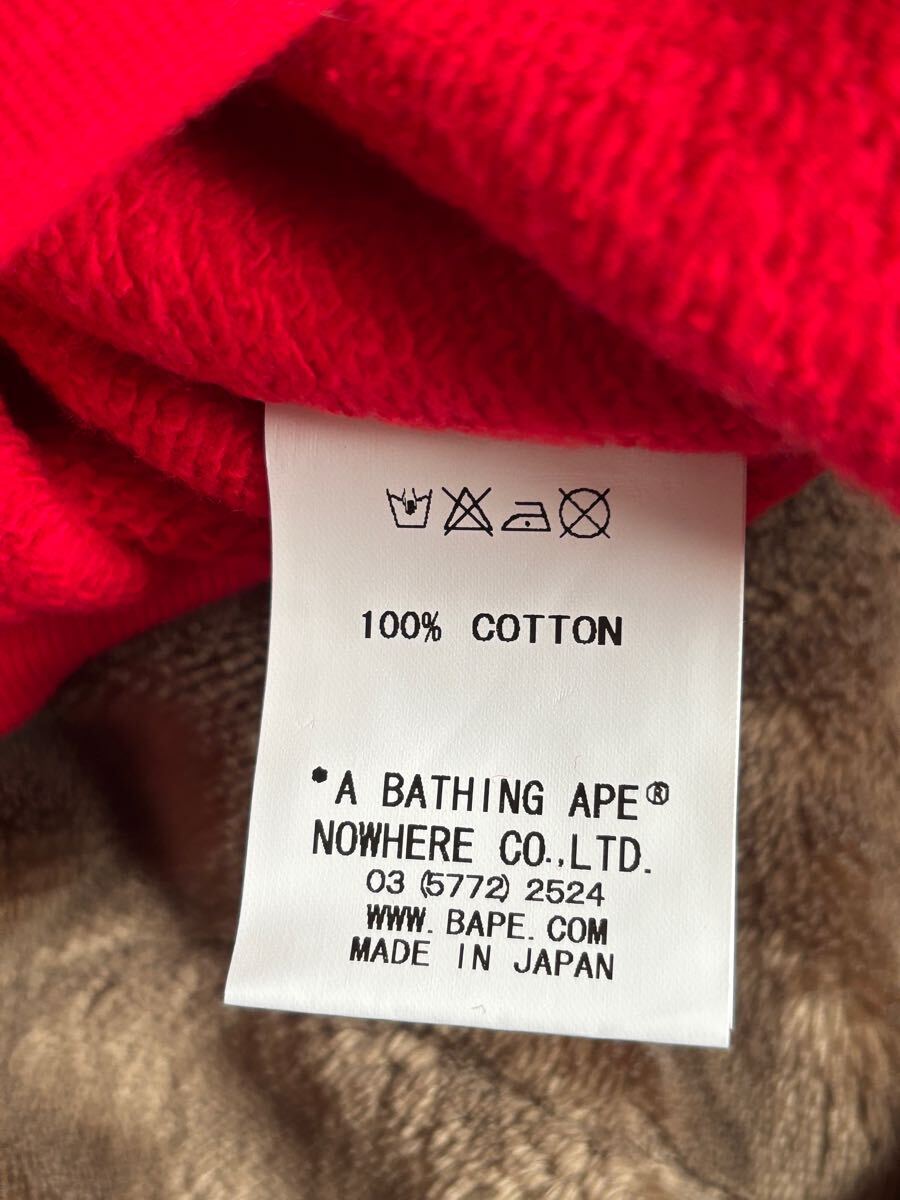 100% COTTON
*A BATHING APE®
NOWHERE CO.,LTD.
03 (5772) 2524
WWW. BAPE. COM
MADE IN JAPAN